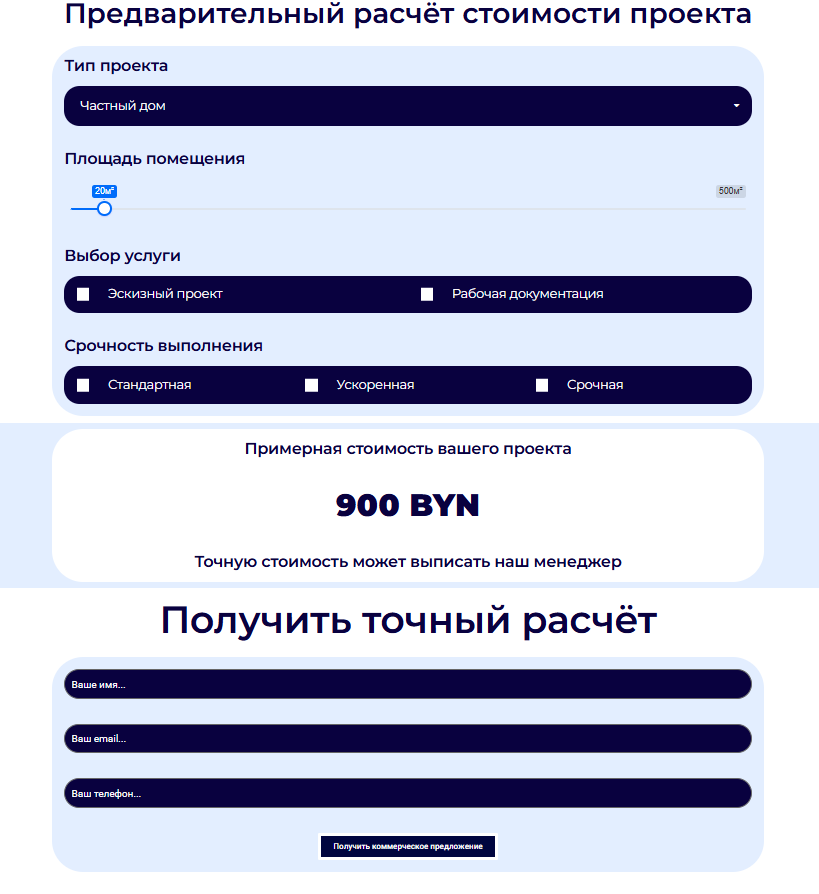 Предварительный расчёт стоимости проекта
Тип проекта
Частный дом
Площадь помещения
20м² 500м²
Выбор услуги
Эскизный проект Рабочая документация
Срочность выполнения
Стандартная Ускоренная Срочная
Примерная стоимость вашего проекта
900 BYN
Точную стоимость может выписать наш менеджер
Получить точный расчёт
Ваше имя...
Ваш email...
Ваш телефон...
Получить коммерческое предложение